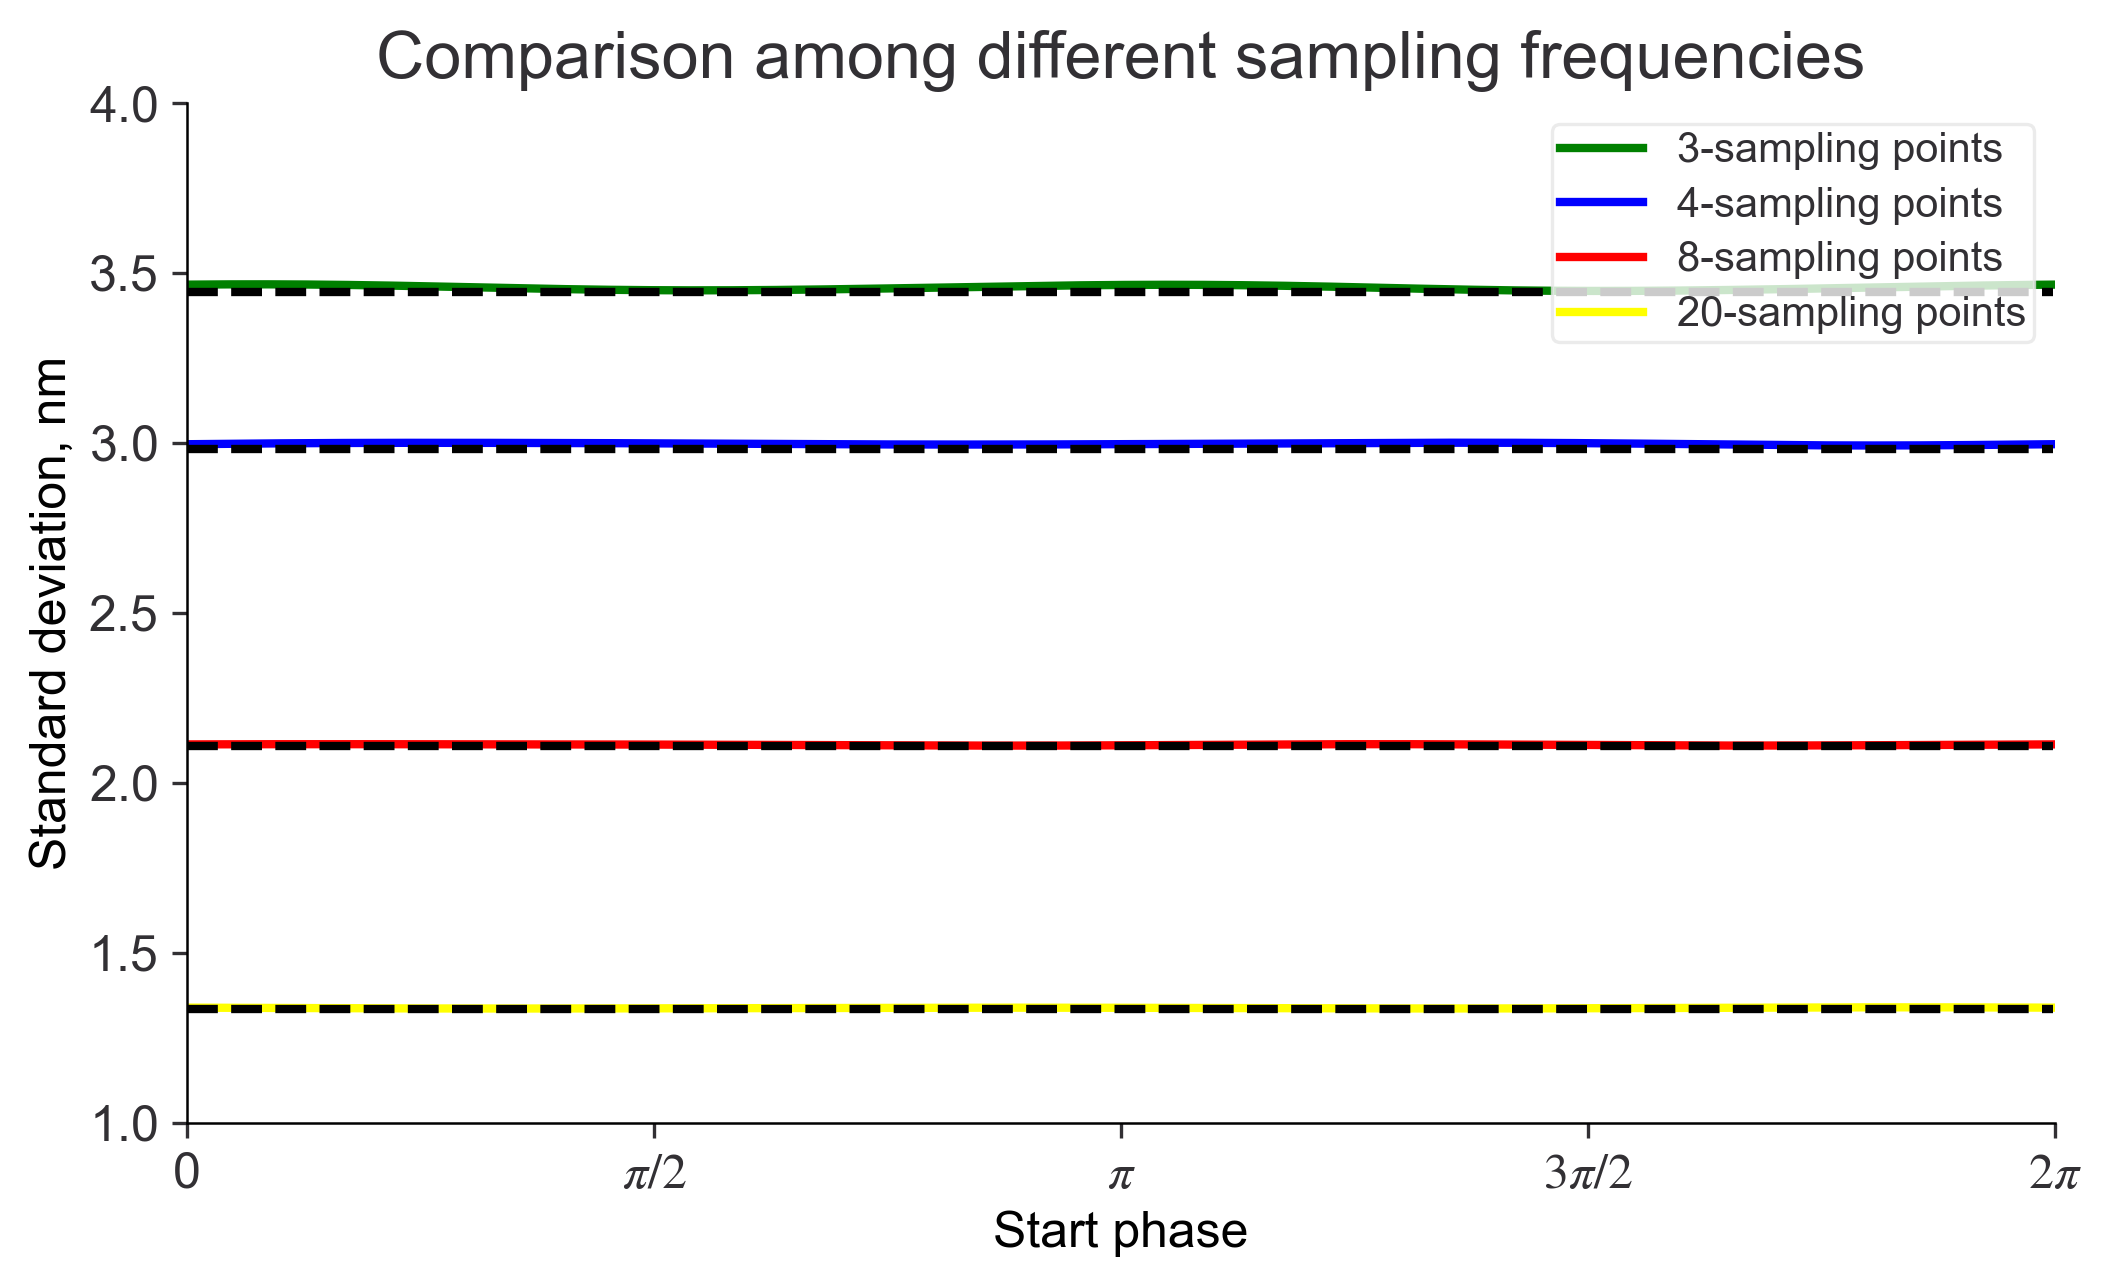 Comparison among different sampling frequencies
4.0
3.5
3.0
2.5
2.0
1.5
1.0
Standard deviation, nm
3-sampling points
4-sampling points
8-sampling points
20-sampling points
0
π/2
π
3π/2
2π
Start phase